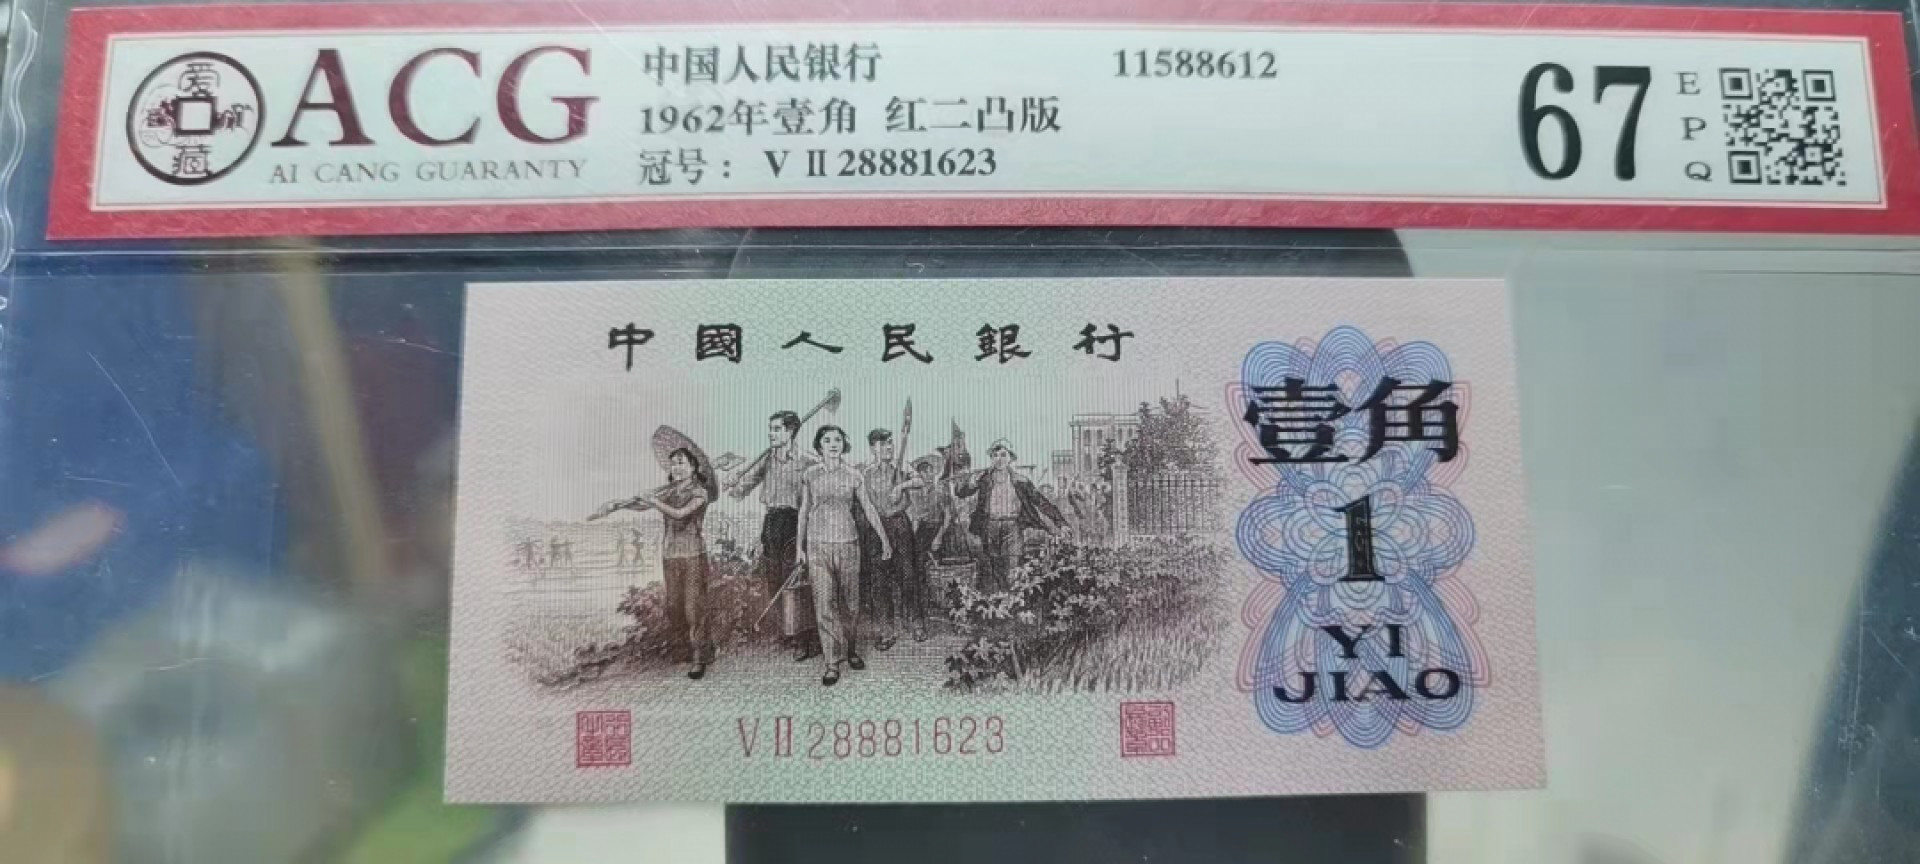 爱藏
ACG
AI CANG GUARANTY
中国人民银行
1962年壹角 红二凸版
冠号： V Ⅱ 28881623
11588612
67
E
P
Q
中國人民銀行
壹角
1
YI
JIAO
V Ⅱ 28881623